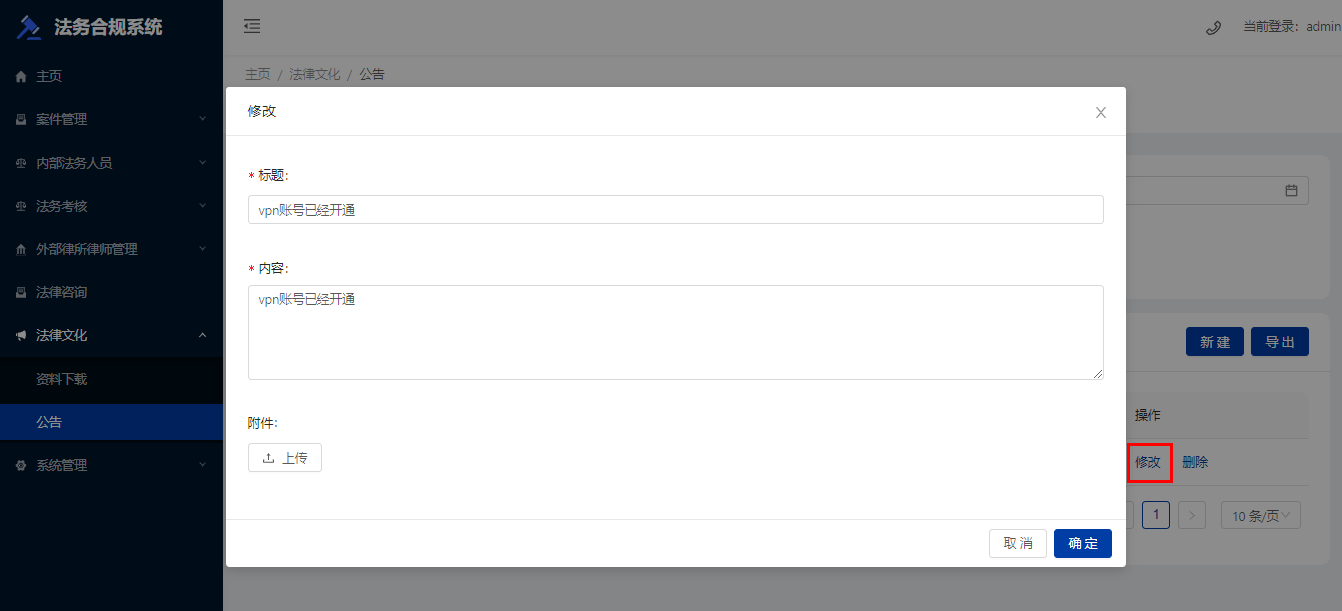 法务合规系统
当前登录：admin
主页
案件管理
内部法务人员
法务考核
外部律所律师管理
法律咨询
法律文化
资料下载
公告
系统管理
主页 / 法律文化 / 公告
修改
* 标题:
vpn账号已经开通
* 内容:
vpn账号已经开通
附件:
上传
取 消
确 定
新 建
导 出
操作
修改 删除
1
10 条/页